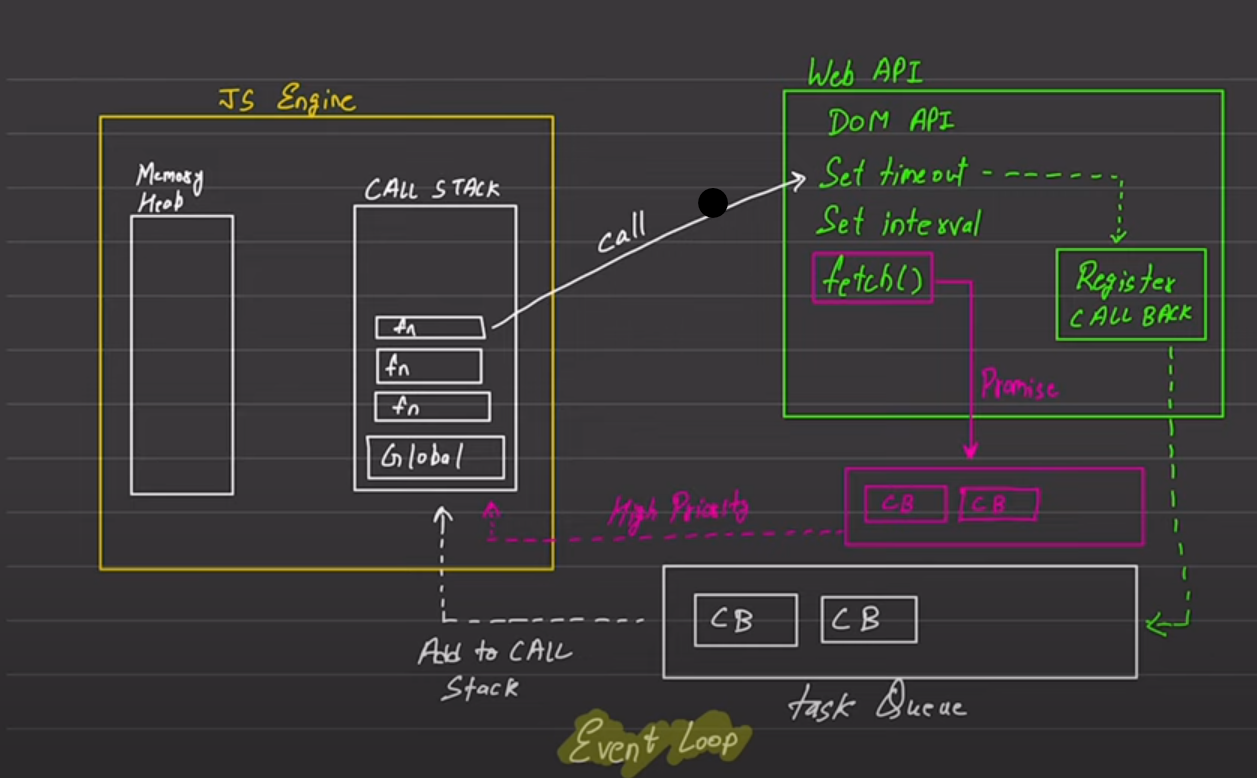 Web API
JS Engine
DOM API
Memory
Heap
CALL STACK
Set timeout
call
Set interval
fetch()
Register
CALL BACK
fn
fn
fn
Promise
Global
High Priority
CB
CB
CB
CB
Add to CALL
Stack
task Queue
Event Loop